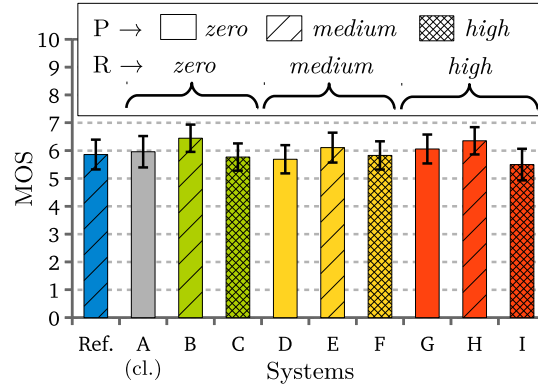 P → zero medium high
R → zero medium high
10
9
8
7
6
5
4
3
2
1
0
MOS
Ref. A B C D E F G H I
(cl.)
Systems